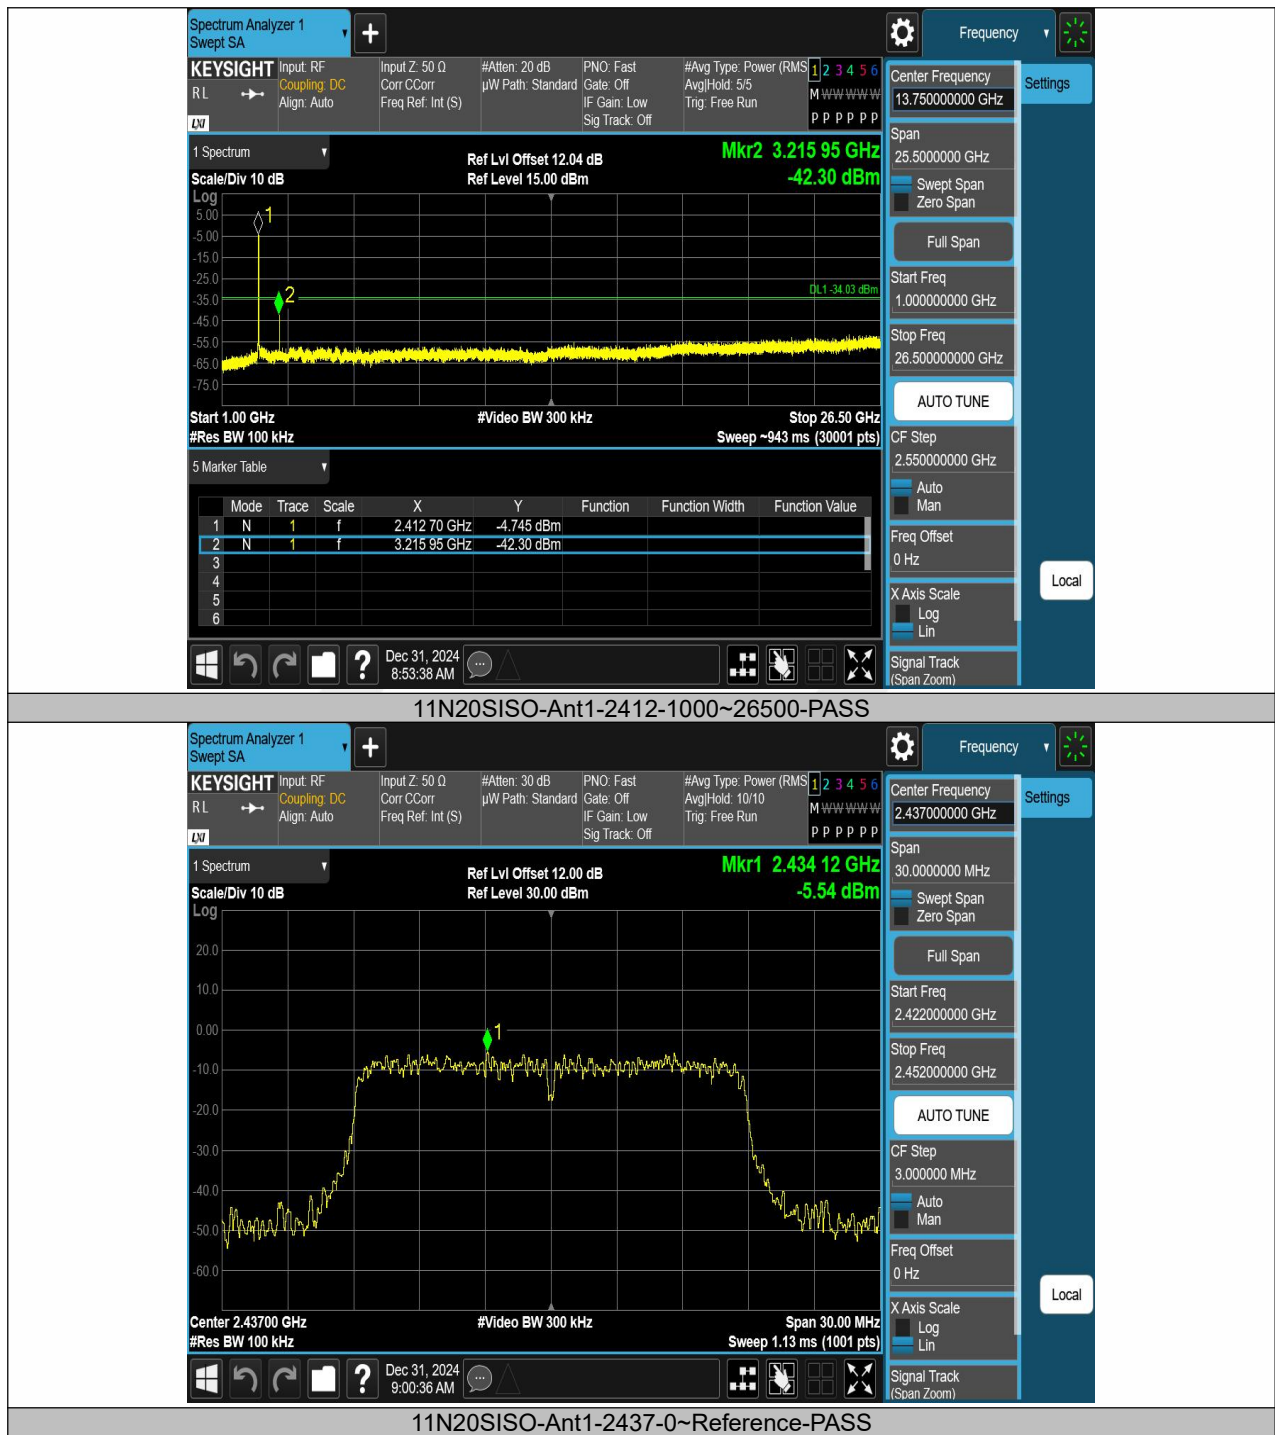 Spectrum Analyzer 1
Swept SA
Frequency
KEYSIGHT
RL
LXI
Input: RF
Coupling: DC
Align: Auto
Input Z: 50 Ω
Corr CCorr
Freq Ref: Int (S)
#Atten: 20 dB
µW Path: Standard
PNO: Fast
Gate: Off
IF Gain: Low
Sig Track: Off
#Avg Type: Power (RMS
Avg|Hold: 5/5
Trig: Free Run
1 2 3 4 5 6
M W W W W W
P P P P P P
1 Spectrum
Scale/Div 10 dB
Ref Lvl Offset 12.04 dB
Ref Level 15.00 dBm
Mkr2 3.215 95 GHz
-42.30 dBm
Log
5.00
-5.00
-15.0
-25.0
-35.0
-45.0
-55.0
-65.0
-75.0
1
2
DL1 -34.03 dBm
Start 1.00 GHz
#Res BW 100 kHz
#Video BW 300 kHz
Stop 26.50 GHz
Sweep ~943 ms (30001 pts)
5 Marker Table
Mode Trace Scale X Y Function Function Width Function Value
1 N 1 f 2.412 70 GHz -4.745 dBm
2 N 1 f 3.215 95 GHz -42.30 dBm
3
4
5
6
?
Dec 31, 2024
8:53:38 AM
Center Frequency
13.750000000 GHz
Span
25.5000000 GHz
Swept Span
Zero Span
Full Span
Start Freq
1.000000000 GHz
Stop Freq
26.500000000 GHz
AUTO TUNE
CF Step
2.550000000 GHz
Auto
Man
Freq Offset
0 Hz
X Axis Scale
Log
Lin
Signal Track
(Span Zoom)
Settings
Local
11N20SISO-Ant1-2412-1000~26500-PASS
Spectrum Analyzer 1
Swept SA
Frequency
KEYSIGHT
RL
LXI
Input: RF
Coupling: DC
Align: Auto
Input Z: 50 Ω
Corr CCorr
Freq Ref: Int (S)
#Atten: 30 dB
µW Path: Standard
PNO: Fast
Gate: Off
IF Gain: Low
Sig Track: Off
#Avg Type: Power (RMS
Avg|Hold: 10/10
Trig: Free Run
1 2 3 4 5 6
M W W W W W
P P P P P P
1 Spectrum
Scale/Div 10 dB
Ref Lvl Offset 12.00 dB
Ref Level 30.00 dBm
Mkr1 2.434 12 GHz
-5.54 dBm
Log
20.0
10.0
0.00
-10.0
-20.0
-30.0
-40.0
-50.0
-60.0
1
Center 2.43700 GHz
#Res BW 100 kHz
#Video BW 300 kHz
Span 30.00 MHz
Sweep 1.13 ms (1001 pts)
?
Dec 31, 2024
9:00:36 AM
Center Frequency
2.437000000 GHz
Span
30.0000000 MHz
Swept Span
Zero Span
Full Span
Start Freq
2.422000000 GHz
Stop Freq
2.452000000 GHz
AUTO TUNE
CF Step
3.000000 MHz
Auto
Man
Freq Offset
0 Hz
X Axis Scale
Log
Lin
Signal Track
(Span Zoom)
Settings
Local
11N20SISO-Ant1-2437-0~Reference-PASS